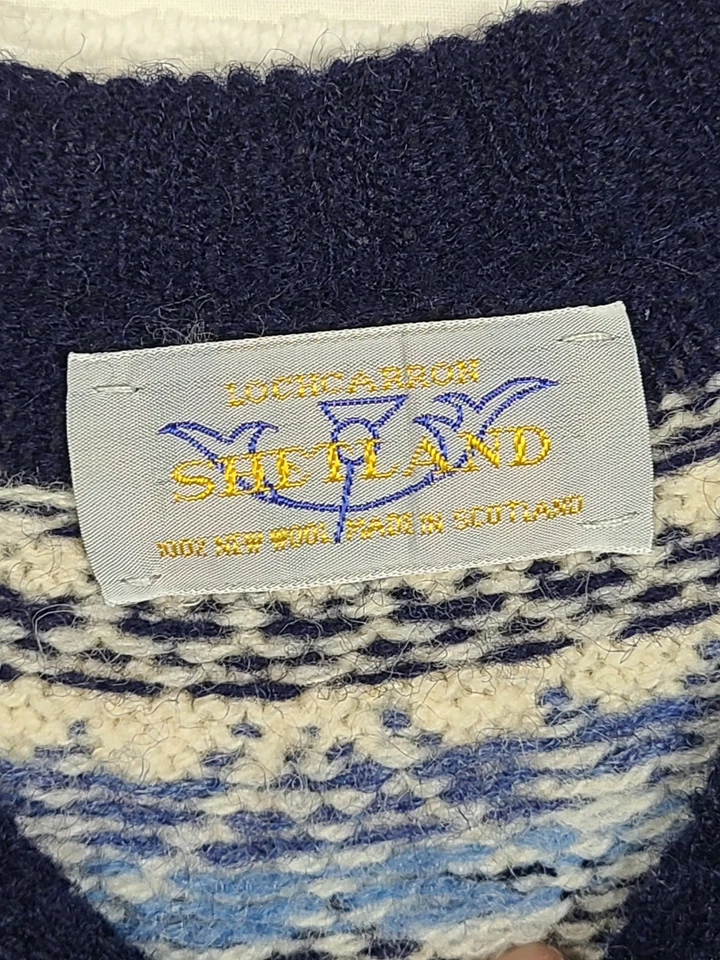 LOCHCARRON
SHETLAND
100% NEW WOOL MADE IN SCOTLAND